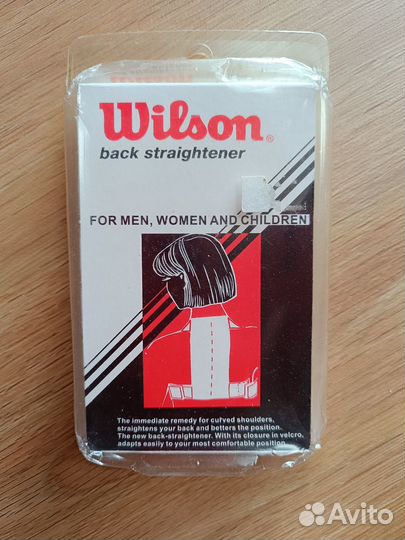 Wilson®
back straightener
FOR MEN, WOMEN AND CHILDREN
The immediate remedy for curved shoulders,
straightens your back and betters the position.
The new back-straightener. With its closure in velcro,
adapts easily to your most comfortable position.
Avito